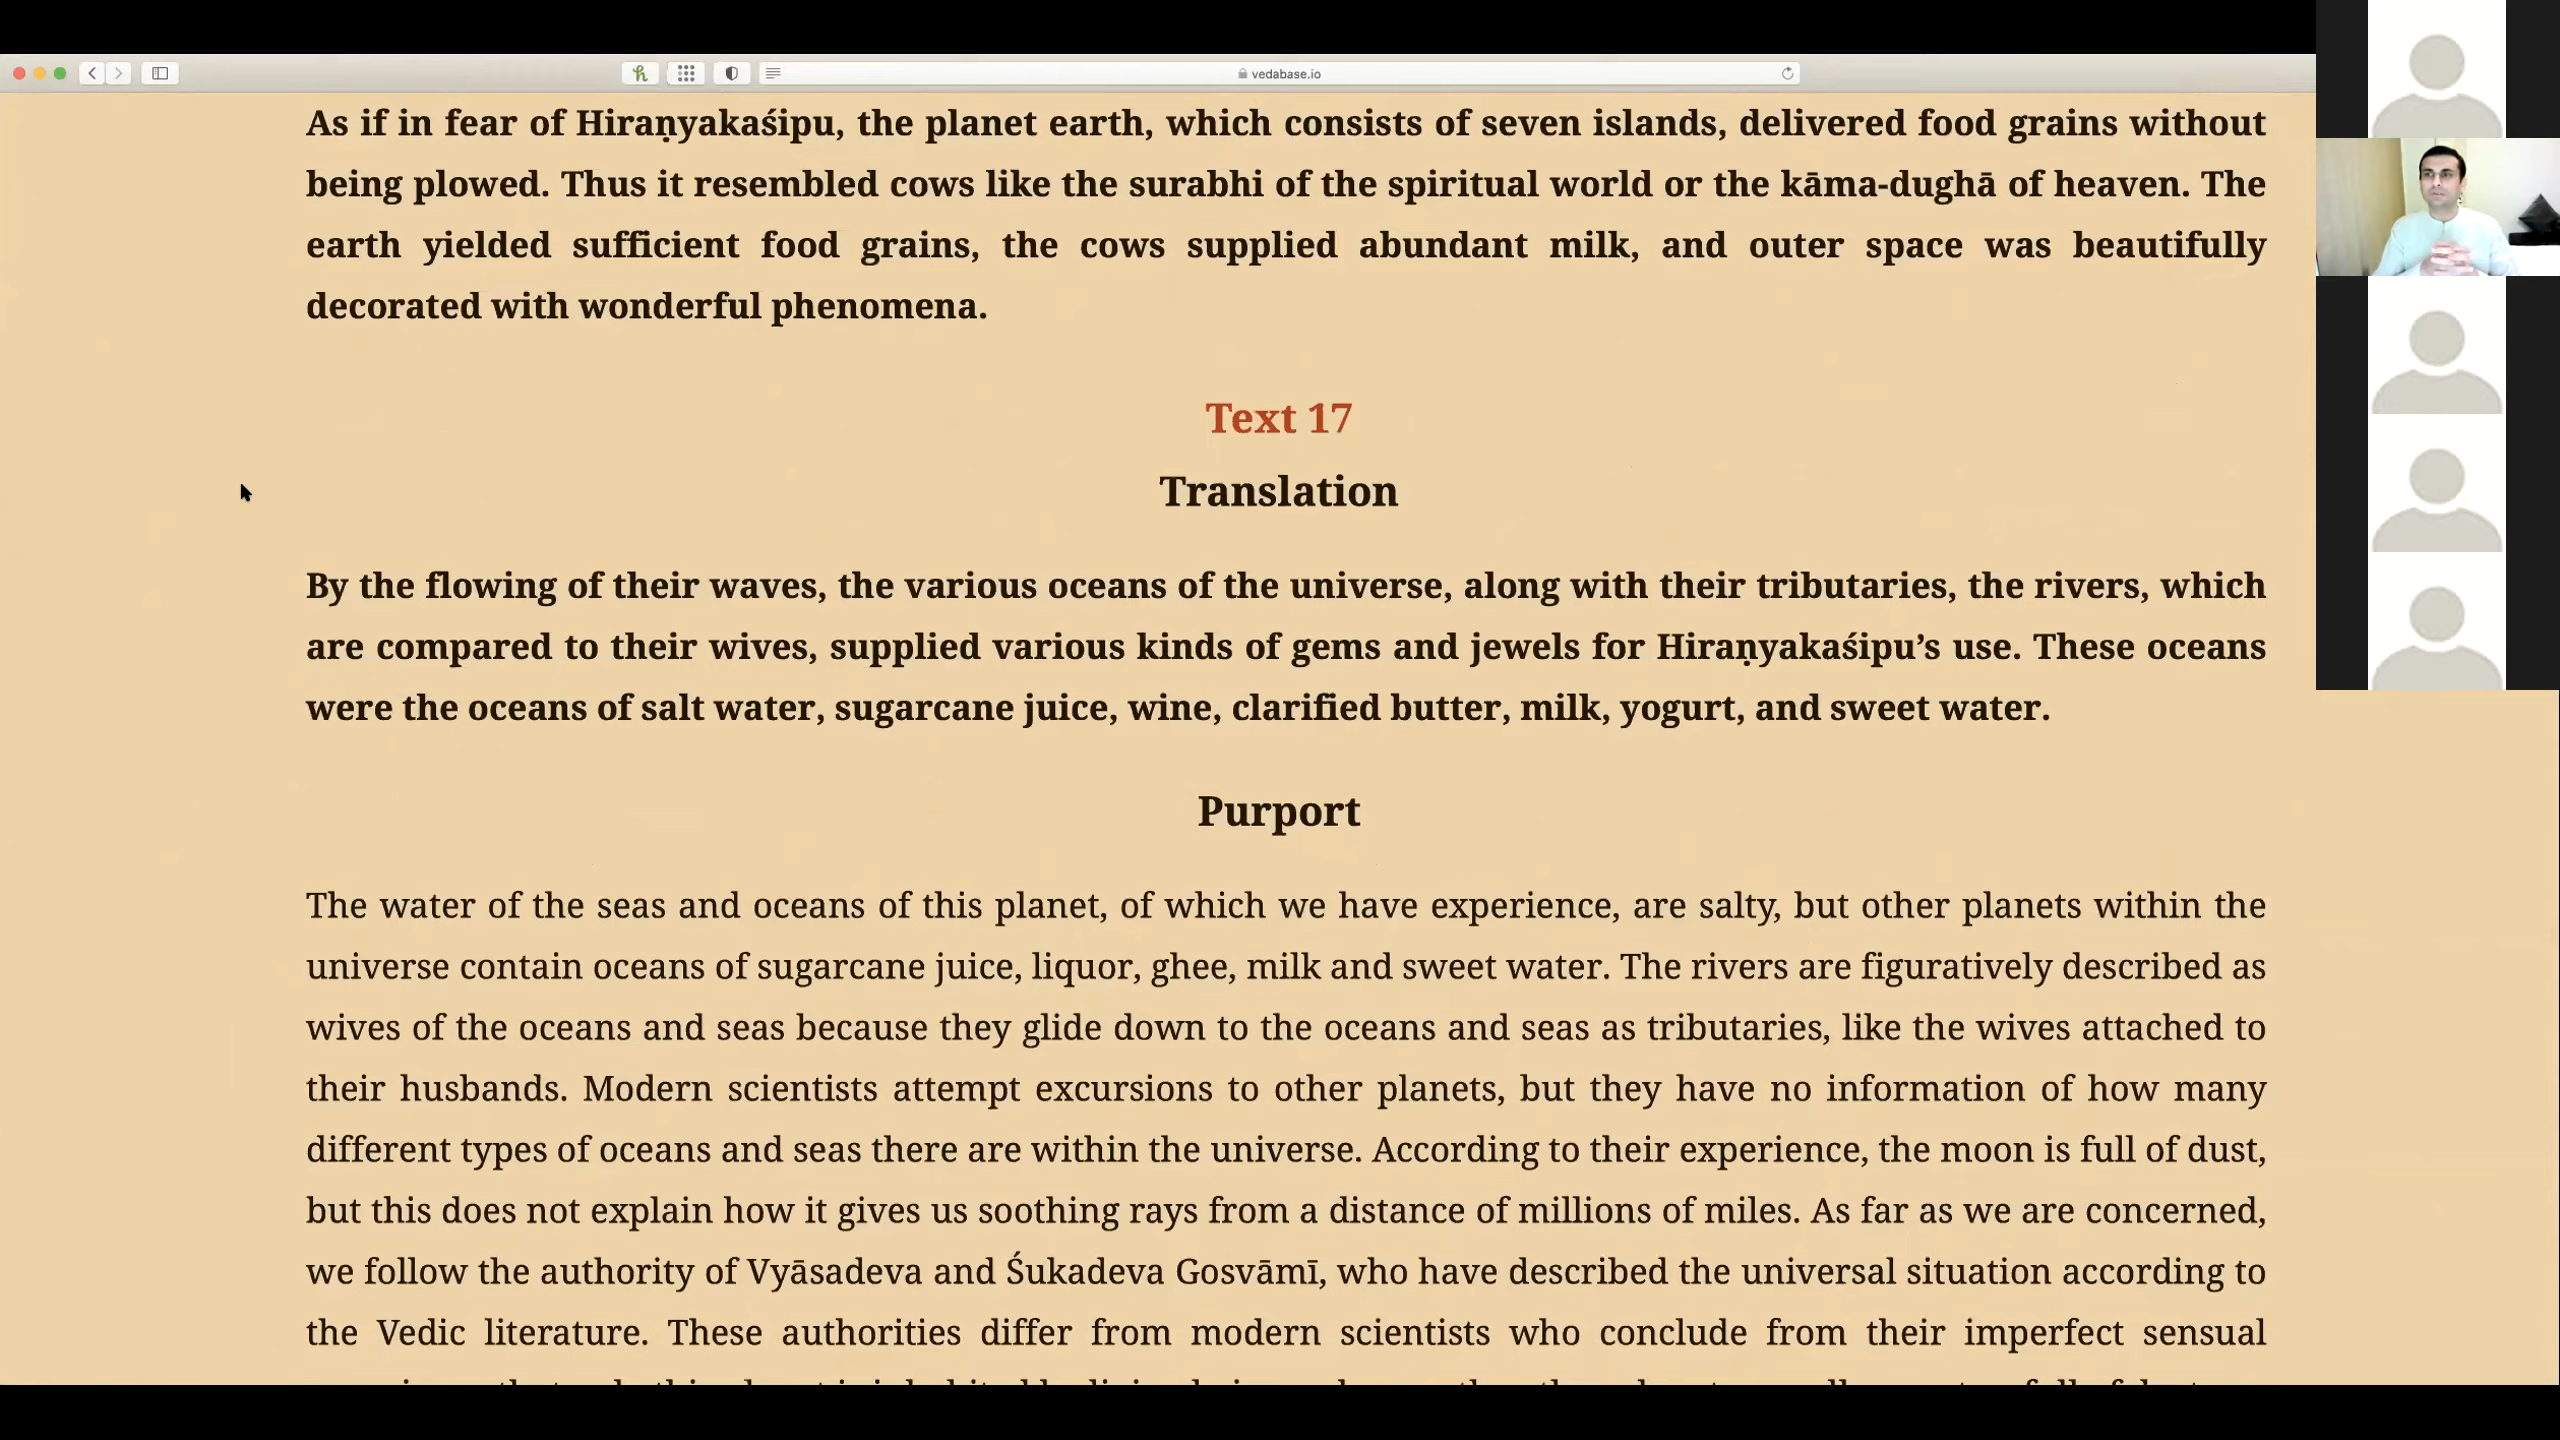 vedabase.io
As if in fear of Hiraṇyakaśipu, the planet earth, which consists of seven islands, delivered food grains without
being plowed. Thus it resembled cows like the surabhi of the spiritual world or the kāma-dughā of heaven. The
earth yielded sufficient food grains, the cows supplied abundant milk, and outer space was beautifully
decorated with wonderful phenomena.
Text 17
Translation
By the flowing of their waves, the various oceans of the universe, along with their tributaries, the rivers, which
are compared to their wives, supplied various kinds of gems and jewels for Hiraṇyakaśipu’s use. These oceans
were the oceans of salt water, sugarcane juice, wine, clarified butter, milk, yogurt, and sweet water.
Purport
The water of the seas and oceans of this planet, of which we have experience, are salty, but other planets within the
universe contain oceans of sugarcane juice, liquor, ghee, milk and sweet water. The rivers are figuratively described as
wives of the oceans and seas because they glide down to the oceans and seas as tributaries, like the wives attached to
their husbands. Modern scientists attempt excursions to other planets, but they have no information of how many
different types of oceans and seas there are within the universe. According to their experience, the moon is full of dust,
but this does not explain how it gives us soothing rays from a distance of millions of miles. As far as we are concerned,
we follow the authority of Vyāsadeva and Śukadeva Gosvāmī, who have described the universal situation according to
the Vedic literature. These authorities differ from modern scientists who conclude from their imperfect sensual